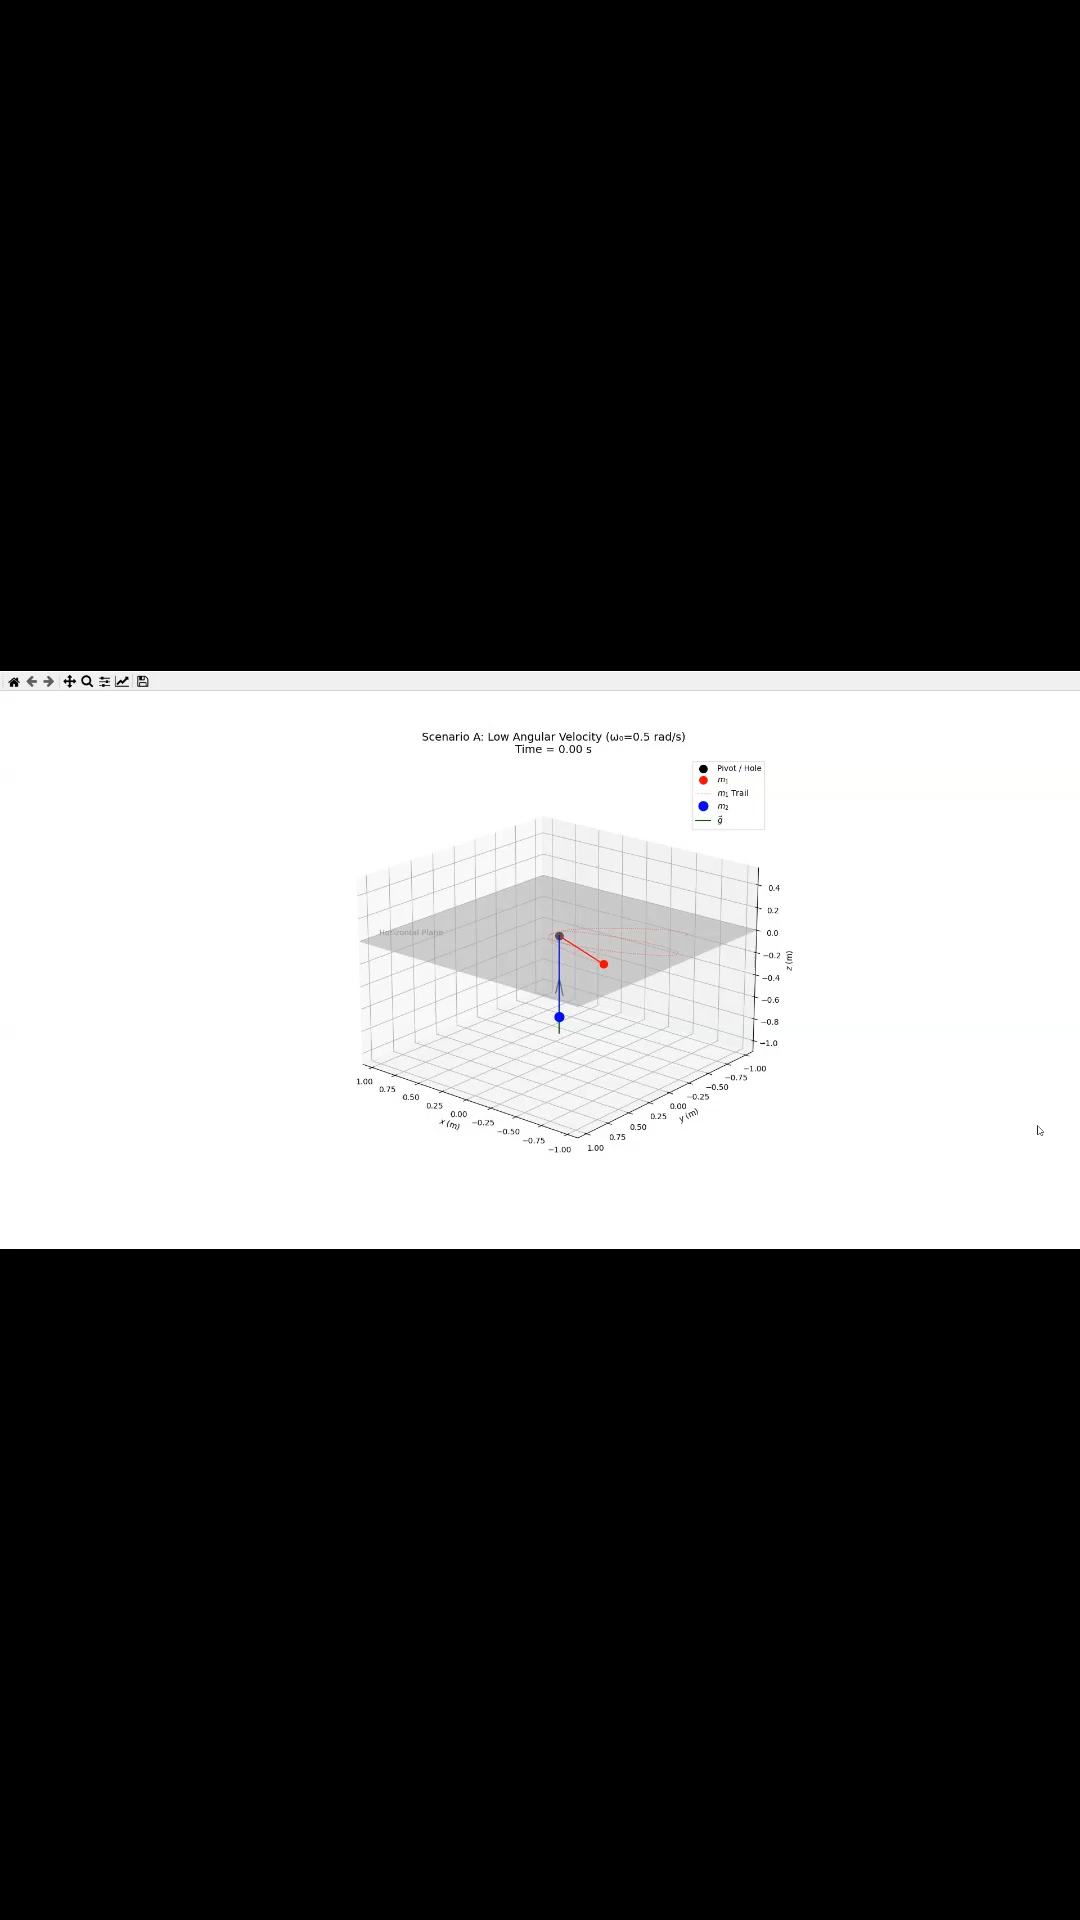 Scenario A: Low Angular Velocity (ω₀=0.5 rad/s)
Time = 0.00 s
Pivot / Hole
m₁
m₁ Trail
m₂
g⃗
Horizontal Plane
0.4
0.2
0.0
−0.2
−0.4
−0.6
−0.8
−1.0
z (m)
1.00
0.75
0.50
0.25
0.00
−0.25
−0.50
−0.75
−1.00
x (m)
−1.00
−0.75
−0.50
−0.25
0.00
0.25
0.50
0.75
1.00
y (m)